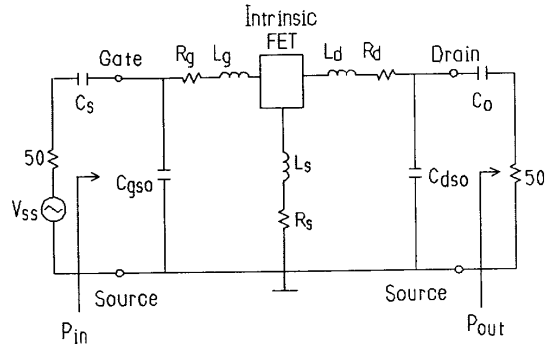 Intrinsic
FET
Gate
Rg
Lg
Ld
Rd
Drain
Cs
Co
50
Cgso
Ls
Cdso
50
Vss
Rs
Source
Source
Pin
Pout